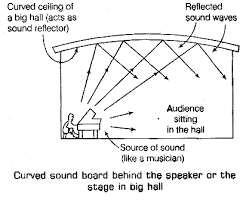 Curved ceiling of
a big hall (acts as
sound reflector)
Reflected
sound waves
Audience
sitting
in the hall
Source of sound
(like a musician)
Curved sound board behind the speaker or the
stage in big hall